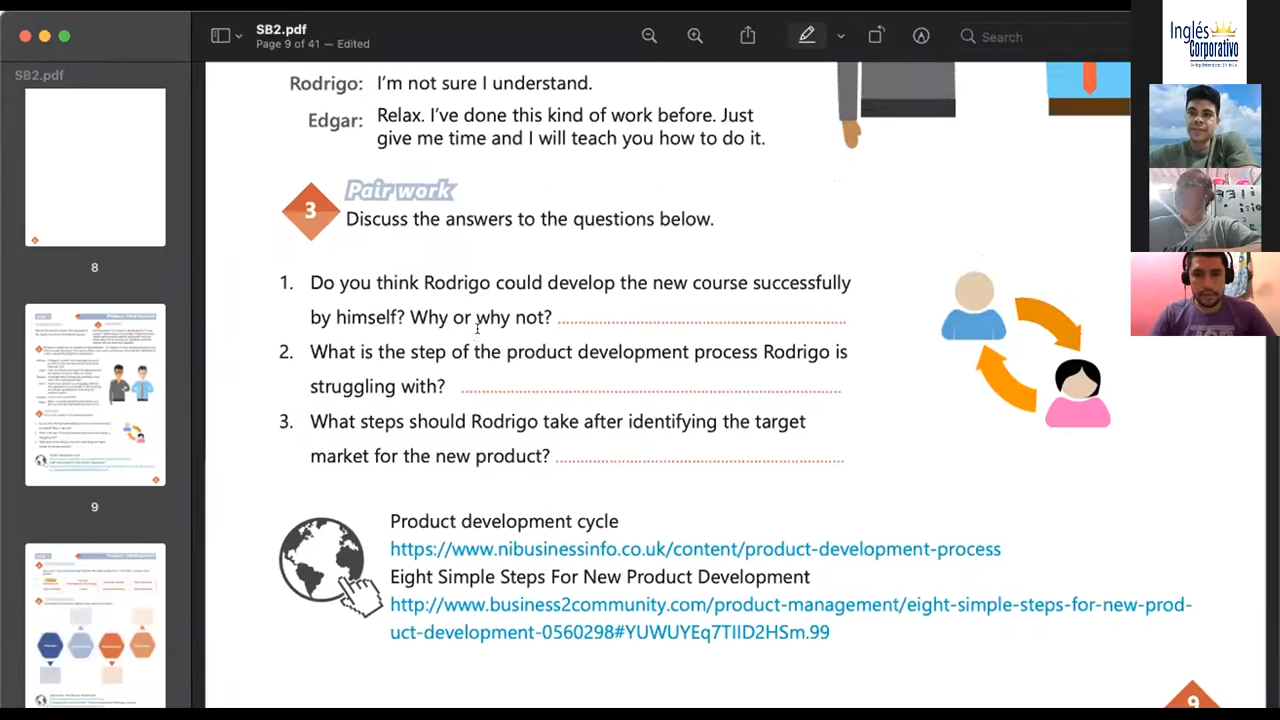 SB2.pdf
Page 9 of 41 — Edited
Search
Inglés
Corporativo
SB2.pdf
Rodrigo: I'm not sure I understand.
Edgar: Relax. I've done this kind of work before. Just
give me time and I will teach you how to do it.
Pair work
3
Discuss the answers to the questions below.
1. Do you think Rodrigo could develop the new course successfully
by himself? Why or why not?
2. What is the step of the product development process Rodrigo is
struggling with?
3. What steps should Rodrigo take after identifying the target
market for the new product?
Product development cycle
https://www.nibusinessinfo.co.uk/content/product-development-process
Eight Simple Steps For New Product Development
http://www.business2community.com/product-management/eight-simple-steps-for-new-prod-
uct-development-0560298#YUWUYEq7TIID2HSm.99
9
8
9